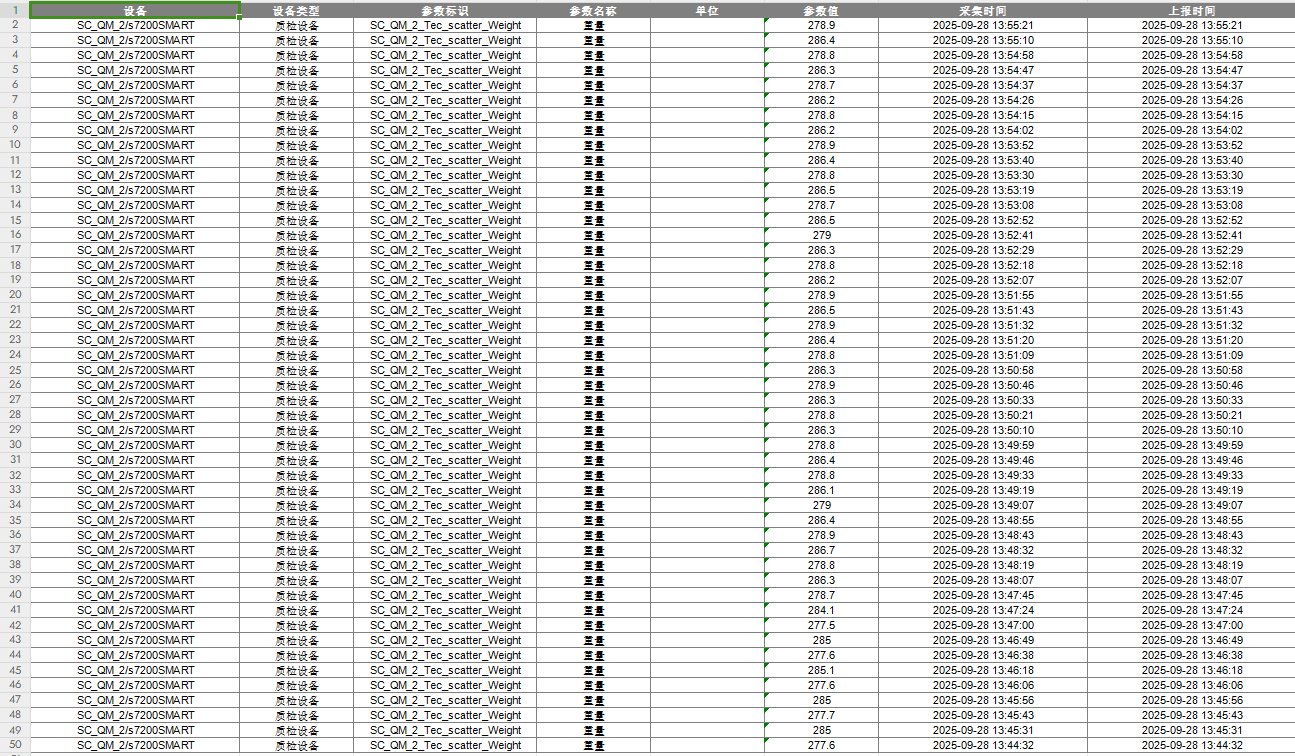 1 设备 设备类型 参数标识 参数名称 单位 参数值 采集时间 上报时间
2 SC_QM_2/s7200SMART 质检设备 SC_QM_2_Tec_scatter_Weight 重量 278.9 2025-09-28 13:55:21 2025-09-28 13:55:21
3 SC_QM_2/s7200SMART 质检设备 SC_QM_2_Tec_scatter_Weight 重量 286.4 2025-09-28 13:55:10 2025-09-28 13:55:10
4 SC_QM_2/s7200SMART 质检设备 SC_QM_2_Tec_scatter_Weight 重量 278.8 2025-09-28 13:54:58 2025-09-28 13:54:58
5 SC_QM_2/s7200SMART 质检设备 SC_QM_2_Tec_scatter_Weight 重量 286.3 2025-09-28 13:54:47 2025-09-28 13:54:47
6 SC_QM_2/s7200SMART 质检设备 SC_QM_2_Tec_scatter_Weight 重量 278.7 2025-09-28 13:54:37 2025-09-28 13:54:37
7 SC_QM_2/s7200SMART 质检设备 SC_QM_2_Tec_scatter_Weight 重量 286.2 2025-09-28 13:54:26 2025-09-28 13:54:26
8 SC_QM_2/s7200SMART 质检设备 SC_QM_2_Tec_scatter_Weight 重量 278.8 2025-09-28 13:54:15 2025-09-28 13:54:15
9 SC_QM_2/s7200SMART 质检设备 SC_QM_2_Tec_scatter_Weight 重量 286.2 2025-09-28 13:54:02 2025-09-28 13:54:02
10 SC_QM_2/s7200SMART 质检设备 SC_QM_2_Tec_scatter_Weight 重量 278.9 2025-09-28 13:53:52 2025-09-28 13:53:52
11 SC_QM_2/s7200SMART 质检设备 SC_QM_2_Tec_scatter_Weight 重量 286.4 2025-09-28 13:53:40 2025-09-28 13:53:40
12 SC_QM_2/s7200SMART 质检设备 SC_QM_2_Tec_scatter_Weight 重量 278.8 2025-09-28 13:53:30 2025-09-28 13:53:30
13 SC_QM_2/s7200SMART 质检设备 SC_QM_2_Tec_scatter_Weight 重量 286.5 2025-09-28 13:53:19 2025-09-28 13:53:19
14 SC_QM_2/s7200SMART 质检设备 SC_QM_2_Tec_scatter_Weight 重量 278.7 2025-09-28 13:53:08 2025-09-28 13:53:08
15 SC_QM_2/s7200SMART 质检设备 SC_QM_2_Tec_scatter_Weight 重量 286.5 2025-09-28 13:52:52 2025-09-28 13:52:52
16 SC_QM_2/s7200SMART 质检设备 SC_QM_2_Tec_scatter_Weight 重量 279 2025-09-28 13:52:41 2025-09-28 13:52:41
17 SC_QM_2/s7200SMART 质检设备 SC_QM_2_Tec_scatter_Weight 重量 286.3 2025-09-28 13:52:29 2025-09-28 13:52:29
18 SC_QM_2/s7200SMART 质检设备 SC_QM_2_Tec_scatter_Weight 重量 278.8 2025-09-28 13:52:18 2025-09-28 13:52:18
19 SC_QM_2/s7200SMART 质检设备 SC_QM_2_Tec_scatter_Weight 重量 286.2 2025-09-28 13:52:07 2025-09-28 13:52:07
20 SC_QM_2/s7200SMART 质检设备 SC_QM_2_Tec_scatter_Weight 重量 278.9 2025-09-28 13:51:55 2025-09-28 13:51:55
21 SC_QM_2/s7200SMART 质检设备 SC_QM_2_Tec_scatter_Weight 重量 286.5 2025-09-28 13:51:43 2025-09-28 13:51:43
22 SC_QM_2/s7200SMART 质检设备 SC_QM_2_Tec_scatter_Weight 重量 278.9 2025-09-28 13:51:32 2025-09-28 13:51:32
23 SC_QM_2/s7200SMART 质检设备 SC_QM_2_Tec_scatter_Weight 重量 286.4 2025-09-28 13:51:20 2025-09-28 13:51:20
24 SC_QM_2/s7200SMART 质检设备 SC_QM_2_Tec_scatter_Weight 重量 278.8 2025-09-28 13:51:09 2025-09-28 13:51:09
25 SC_QM_2/s7200SMART 质检设备 SC_QM_2_Tec_scatter_Weight 重量 286.3 2025-09-28 13:50:58 2025-09-28 13:50:58
26 SC_QM_2/s7200SMART 质检设备 SC_QM_2_Tec_scatter_Weight 重量 278.9 2025-09-28 13:50:46 2025-09-28 13:50:46
27 SC_QM_2/s7200SMART 质检设备 SC_QM_2_Tec_scatter_Weight 重量 286.3 2025-09-28 13:50:33 2025-09-28 13:50:33
28 SC_QM_2/s7200SMART 质检设备 SC_QM_2_Tec_scatter_Weight 重量 278.8 2025-09-28 13:50:21 2025-09-28 13:50:21
29 SC_QM_2/s7200SMART 质检设备 SC_QM_2_Tec_scatter_Weight 重量 286.3 2025-09-28 13:50:10 2025-09-28 13:50:10
30 SC_QM_2/s7200SMART 质检设备 SC_QM_2_Tec_scatter_Weight 重量 278.8 2025-09-28 13:49:59 2025-09-28 13:49:59
31 SC_QM_2/s7200SMART 质检设备 SC_QM_2_Tec_scatter_Weight 重量 286.4 2025-09-28 13:49:46 2025-09-28 13:49:46
32 SC_QM_2/s7200SMART 质检设备 SC_QM_2_Tec_scatter_Weight 重量 278.8 2025-09-28 13:49:33 2025-09-28 13:49:33
33 SC_QM_2/s7200SMART 质检设备 SC_QM_2_Tec_scatter_Weight 重量 286.1 2025-09-28 13:49:19 2025-09-28 13:49:19
34 SC_QM_2/s7200SMART 质检设备 SC_QM_2_Tec_scatter_Weight 重量 279 2025-09-28 13:49:07 2025-09-28 13:49:07
35 SC_QM_2/s7200SMART 质检设备 SC_QM_2_Tec_scatter_Weight 重量 286.4 2025-09-28 13:48:55 2025-09-28 13:48:55
36 SC_QM_2/s7200SMART 质检设备 SC_QM_2_Tec_scatter_Weight 重量 278.9 2025-09-28 13:48:43 2025-09-28 13:48:43
37 SC_QM_2/s7200SMART 质检设备 SC_QM_2_Tec_scatter_Weight 重量 286.7 2025-09-28 13:48:32 2025-09-28 13:48:32
38 SC_QM_2/s7200SMART 质检设备 SC_QM_2_Tec_scatter_Weight 重量 278.8 2025-09-28 13:48:19 2025-09-28 13:48:19
39 SC_QM_2/s7200SMART 质检设备 SC_QM_2_Tec_scatter_Weight 重量 286.3 2025-09-28 13:48:07 2025-09-28 13:48:07
40 SC_QM_2/s7200SMART 质检设备 SC_QM_2_Tec_scatter_Weight 重量 278.7 2025-09-28 13:47:45 2025-09-28 13:47:45
41 SC_QM_2/s7200SMART 质检设备 SC_QM_2_Tec_scatter_Weight 重量 284.1 2025-09-28 13:47:24 2025-09-28 13:47:24
42 SC_QM_2/s7200SMART 质检设备 SC_QM_2_Tec_scatter_Weight 重量 277.5 2025-09-28 13:47:00 2025-09-28 13:47:00
43 SC_QM_2/s7200SMART 质检设备 SC_QM_2_Tec_scatter_Weight 重量 285 2025-09-28 13:46:49 2025-09-28 13:46:49
44 SC_QM_2/s7200SMART 质检设备 SC_QM_2_Tec_scatter_Weight 重量 277.6 2025-09-28 13:46:38 2025-09-28 13:46:38
45 SC_QM_2/s7200SMART 质检设备 SC_QM_2_Tec_scatter_Weight 重量 285.1 2025-09-28 13:46:18 2025-09-28 13:46:18
46 SC_QM_2/s7200SMART 质检设备 SC_QM_2_Tec_scatter_Weight 重量 277.6 2025-09-28 13:46:06 2025-09-28 13:46:06
47 SC_QM_2/s7200SMART 质检设备 SC_QM_2_Tec_scatter_Weight 重量 285 2025-09-28 13:45:56 2025-09-28 13:45:56
48 SC_QM_2/s7200SMART 质检设备 SC_QM_2_Tec_scatter_Weight 重量 277.7 2025-09-28 13:45:43 2025-09-28 13:45:43
49 SC_QM_2/s7200SMART 质检设备 SC_QM_2_Tec_scatter_Weight 重量 285 2025-09-28 13:45:31 2025-09-28 13:45:31
50 SC_QM_2/s7200SMART 质检设备 SC_QM_2_Tec_scatter_Weight 重量 277.6 2025-09-28 13:44:32 2025-09-28 13:44:32